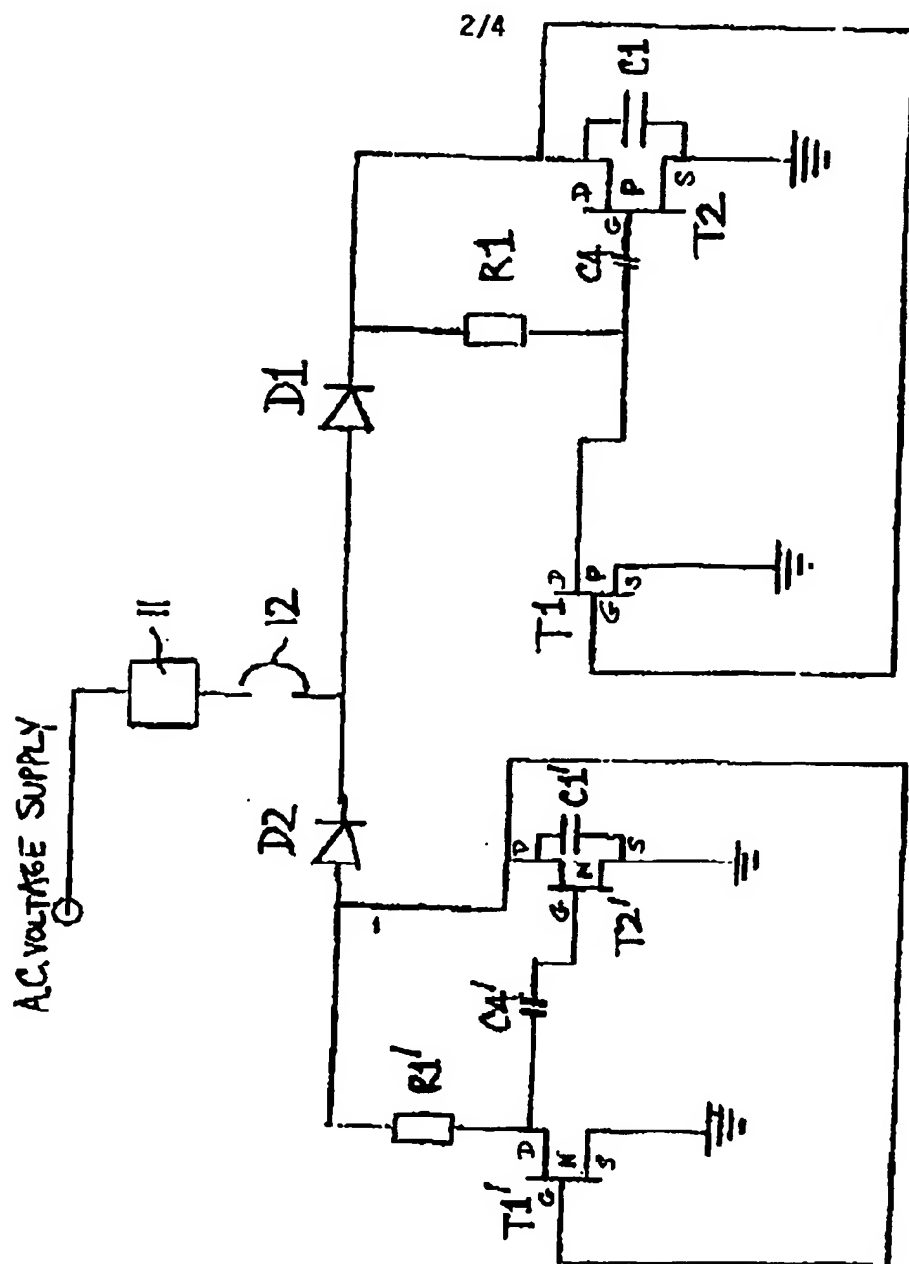 2/4
A.C. VOLTAGE SUPPLY
11
12
D2
D1
R1'
R1
C4'
C4
T1'
G
D
N
S
T2'
G
D
N
S
C1'
T1
G
D
P
S
T2
G
D
P
S
C1